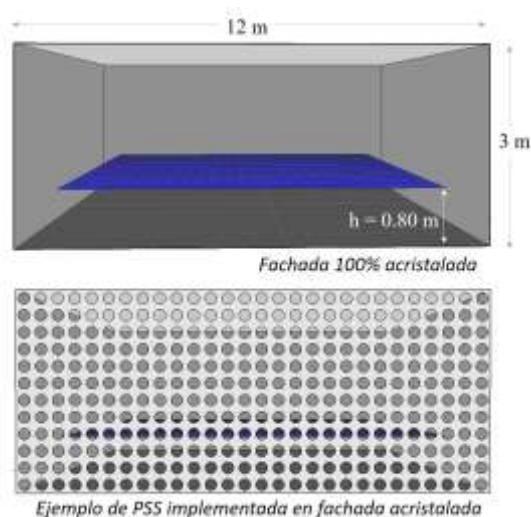 12 m
3 m
h = 0.80 m
Fachada 100% acristalada
Ejemplo de PSS implementada en fachada acristalada